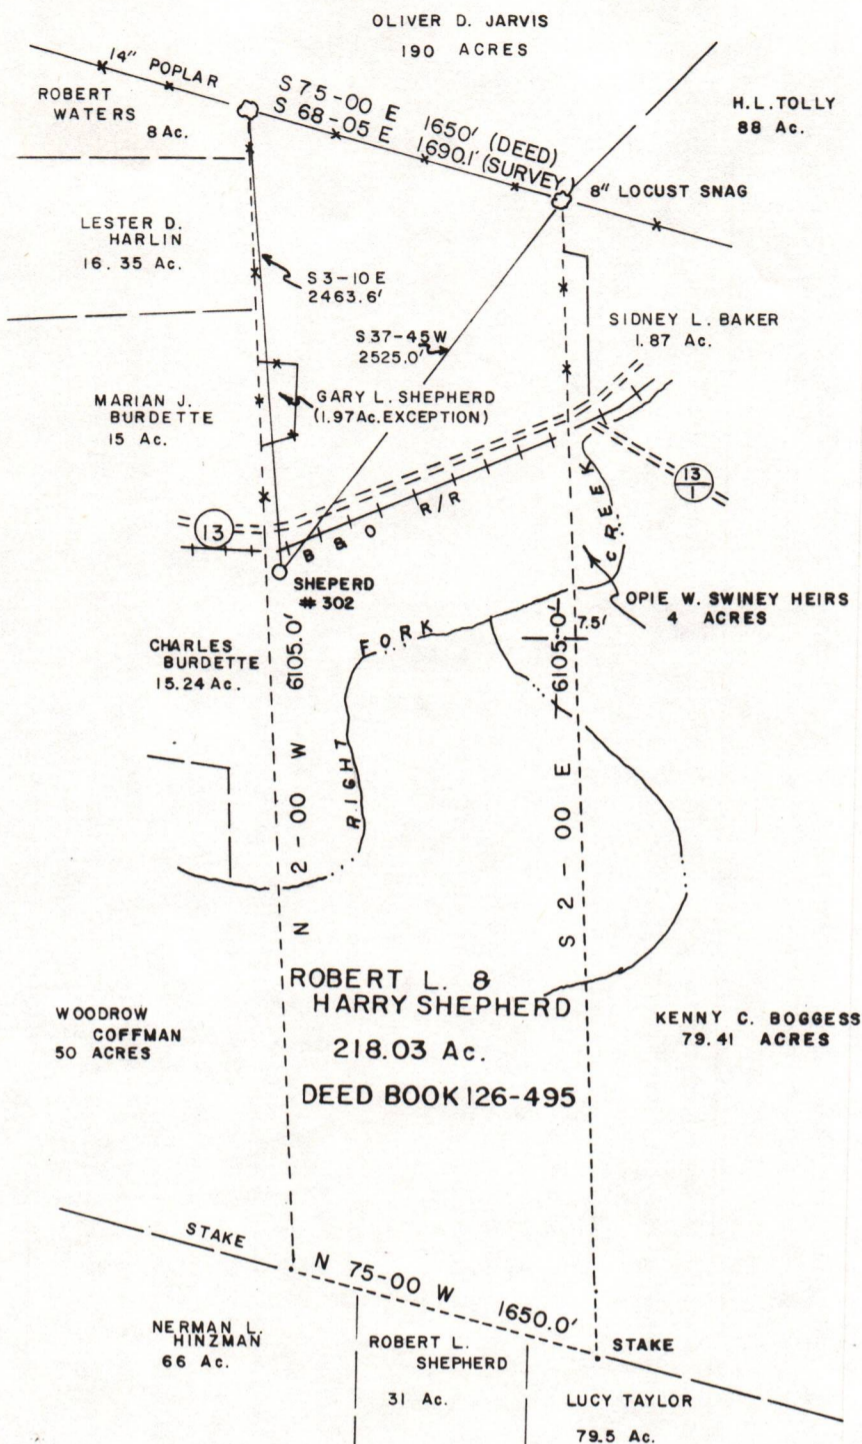 OLIVER D. JARVIS
190 ACRES
14" POPLAR
ROBERT
WATERS
8 Ac.
S 75-00 E 1650' (DEED)
S 68-05 E 1690.1' (SURVEY)
H.L. TOLLY
88 Ac.
8" LOCUST SNAG
LESTER D.
HARLIN
16.35 Ac.
S 3-10 E
2463.6'
S 37-45 W
2525.0'
SIDNEY L. BAKER
1.87 Ac.
MARIAN J.
BURDETTE
15 Ac.
GARY L. SHEPHERD
(1.97 Ac. EXCEPTION)
13
1
13
B & O R/R
CREEK
SHEPERD
# 302
OPIE W. SWINEY HEIRS
4 ACRES
7.5'
FORK
RIGHT
CHARLES
BURDETTE
15.24 Ac.
N 2-00 W 6105.0'
S 2-00 E 6105.0'
ROBERT L. &
HARRY SHEPHERD
218.03 Ac.
DEED BOOK 126-495
WOODROW
COFFMAN
50 ACRES
KENNY C. BOGGESS
79.41 ACRES
STAKE
N 75-00 W 1650.0'
STAKE
NERMAN L.
HINZMAN
66 Ac.
ROBERT L.
SHEPHERD
31 Ac.
LUCY TAYLOR
79.5 Ac.